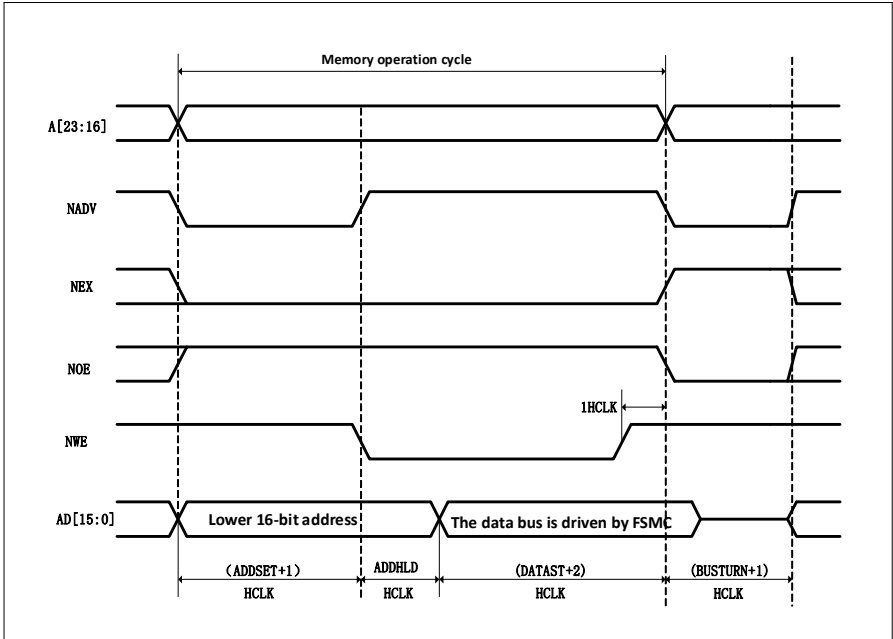 Memory operation cycle
A[23:16]
NADV
NEX
NOE
1HCLK
NWE
AD[15:0]
Lower 16-bit address
The data bus is driven by FSMC
(ADDSET+1)
HCLK
ADDHLD
HCLK
(DATAST+2)
HCLK
(BUSTURN+1)
HCLK